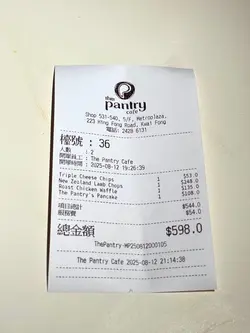 the
pantry
cafe
Shop 531-540, 5/F, Metroplaza,
223 Hing Fong Road, Kwai Fong
電話: 2428 6131
檯號 : 36
人數 : 2
開單員工 : The Pantry Cafe
開單時間 : 2025-08-12 19:26:39
Triple Cheese Chips 1 $53.0
New Zealand Lamb Chops 1 $248.0
Roast Chicken Waffle 1 $135.0
The Pantry's Pancake 1 $108.0
項目總計 $544.0
服務費 $54.0
總金額 $598.0
ThePantry-MP250812000105
The Pantry Cafe 2025-08-12 21:14:38